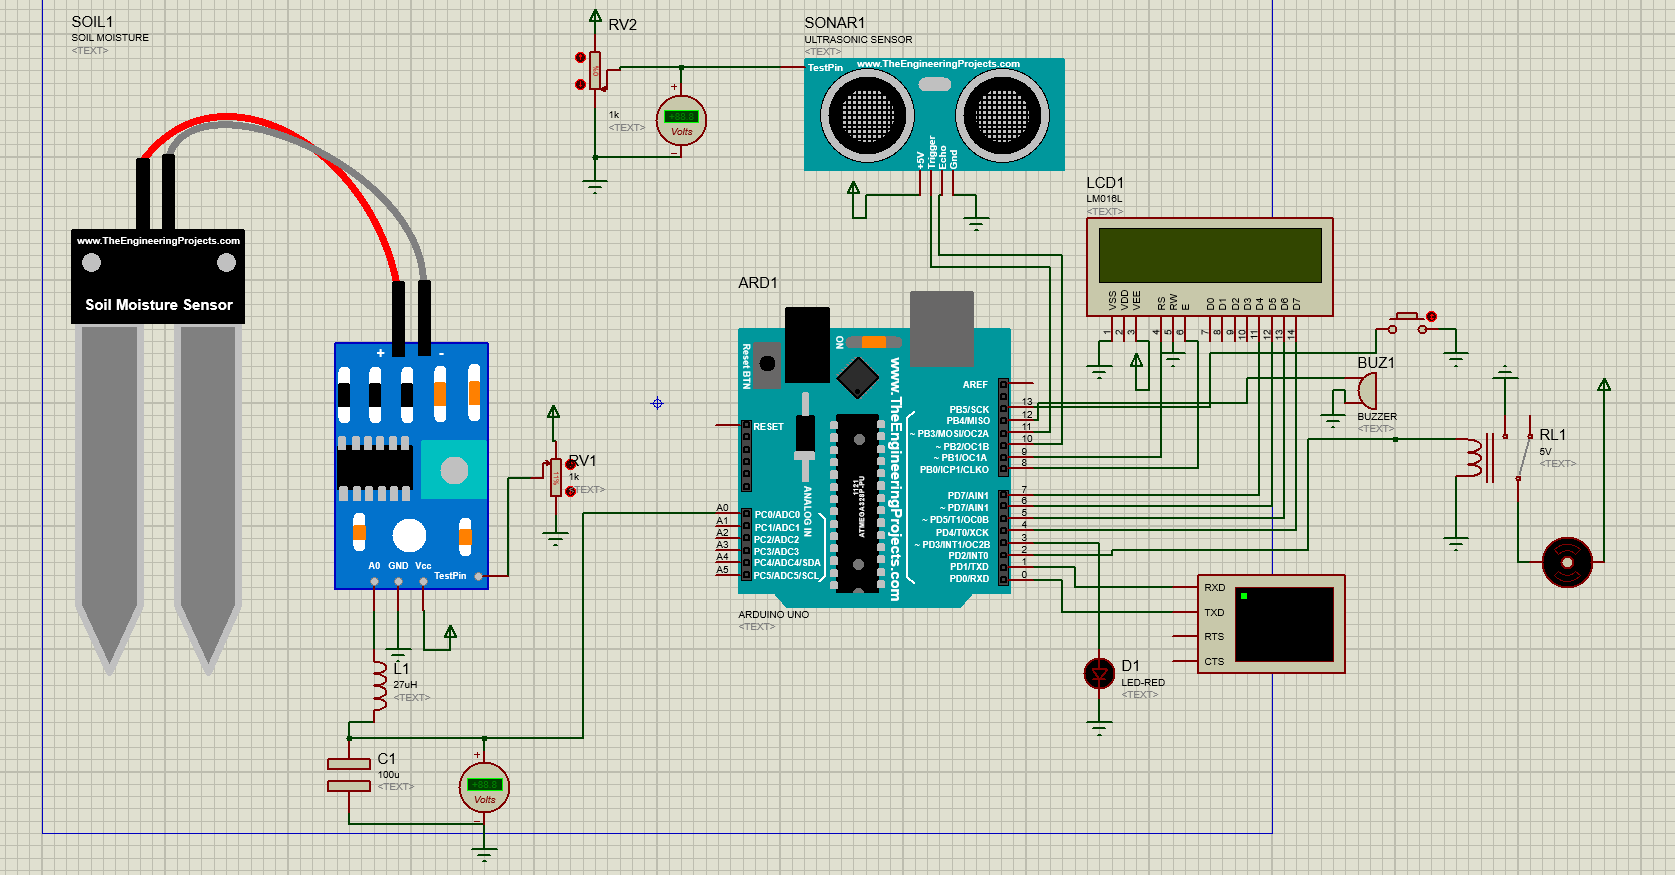 SOIL1
SOIL MOISTURE
<TEXT>
www.TheEngineeringProjects.com
Soil Moisture Sensor
+ -
A0 GND Vcc
TestPin
RV1
1k
<TEXT>
11%
L1
27uH
<TEXT>
C1
100u
<TEXT>
+
Volts
-
RV2
0%
1k
<TEXT>
+
Volts
-
SONAR1
ULTRASONIC SENSOR
<TEXT>
TestPin
www.TheEngineeringProjects.com
+5V
Trigger
Echo
Gnd
ARD1
Reset BTN
ON
www.TheEngineeringProjects.com
RESET
ANALOG IN
1121
ATMEGA328P-PU
A0 PC0/ADC0
A1 PC1/ADC1
A2 PC2/ADC2
A3 PC3/ADC3
A4 PC4/ADC4/SDA
A5 PC5/ADC5/SCL
AREF
PB5/SCK 13
PB4/MISO 12
~ PB3/MOSI/OC2A 11
~ PB2/OC1B 10
~ PB1/OC1A 9
PB0/ICP1/CLKO 8
PD7/AIN1 7
~ PD7/AIN1 6
~ PD5/T1/OC0B 5
PD4/T0/XCK 4
~ PD3/INT1/OC2B 3
PD2/INT0 2
PD1/TXD 1
PD0/RXD 0
ARDUINO UNO
<TEXT>
LCD1
LM016L
<TEXT>
VSS VDD VEE RS RW E D0 D1 D2 D3 D4 D5 D6 D7
1 2 3 4 5 6 7 8 9 10 11 12 13 14
BUZ1
BUZZER
<TEXT>
RL1
5V
<TEXT>
RXD
TXD
RTS
CTS
D1
LED-RED
<TEXT>